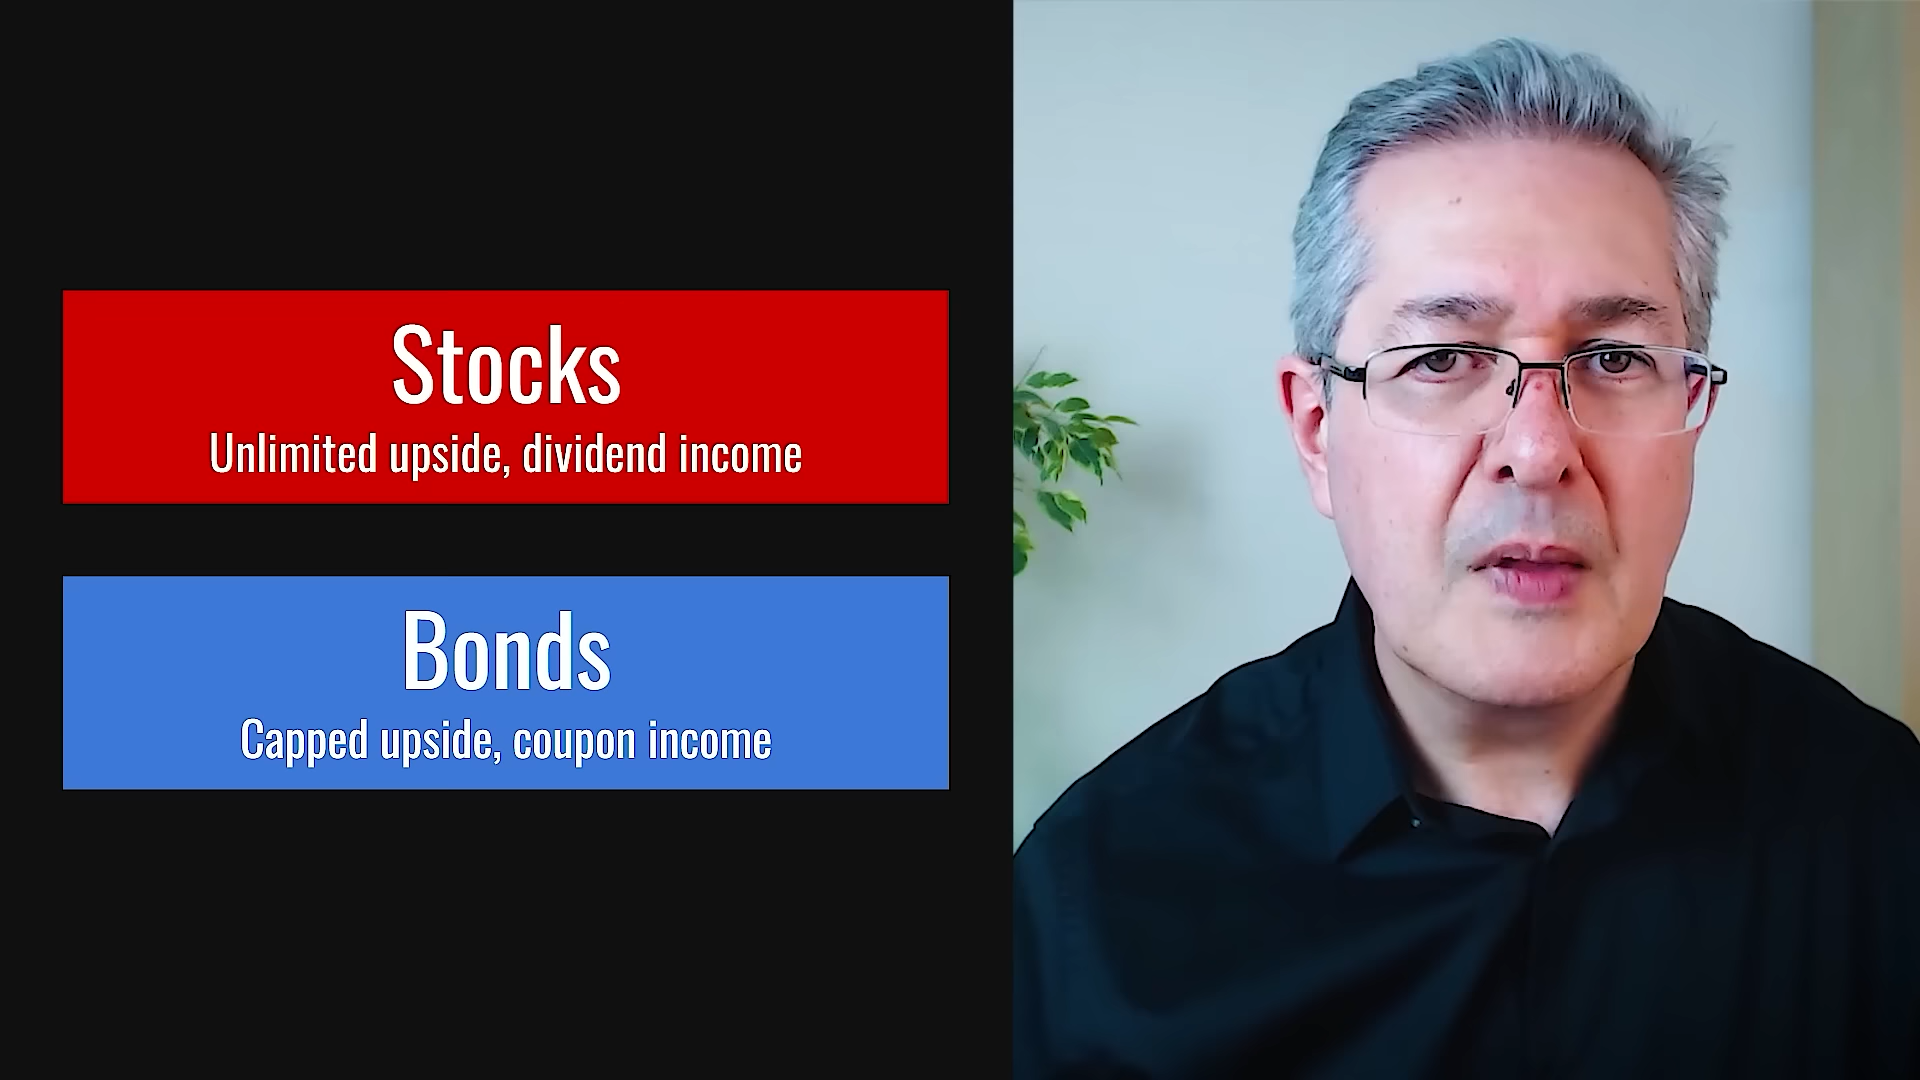 Stocks
Unlimited upside, dividend income
Bonds
Capped upside, coupon income